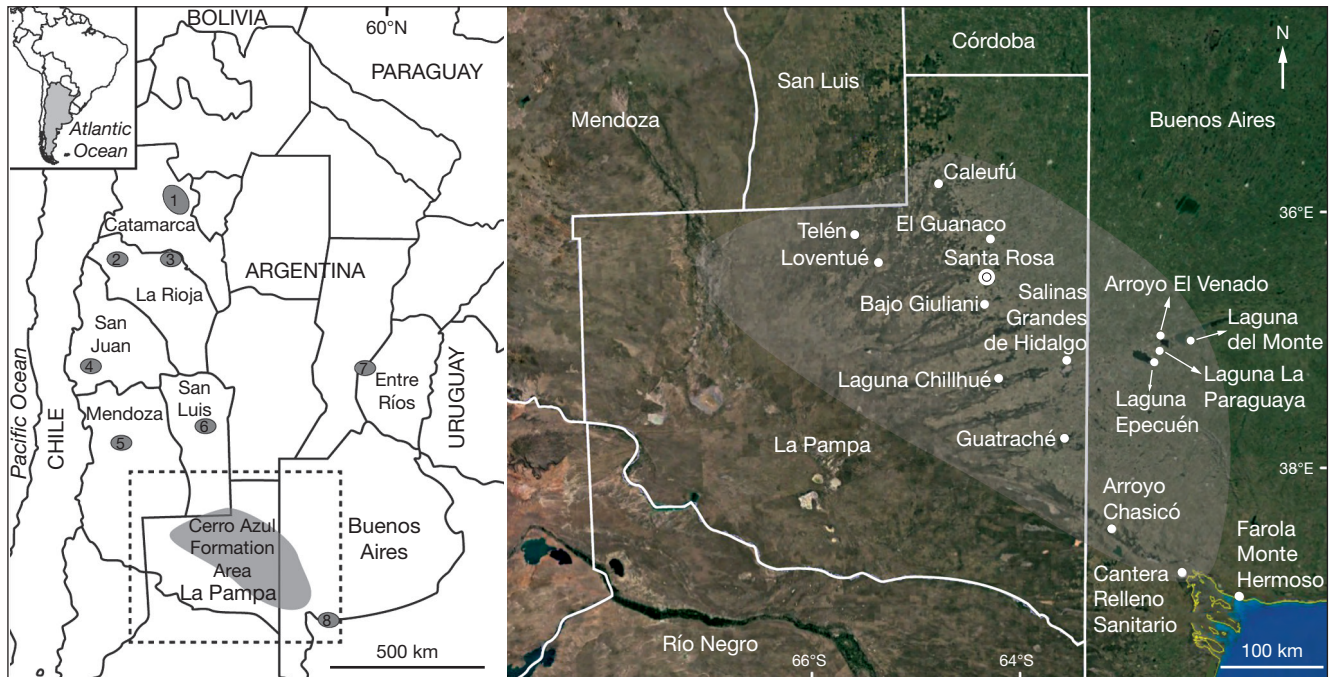 BOLIVIA
60°N
PARAGUAY
Atlantic
Ocean
1
Catamarca
2
3
ARGENTINA
La Rioja
San
Juan
4
7
Entre
Ríos
San
Luis
Mendoza
5
6
Pacific Ocean
CHILE
URUGUAY
Cerro Azul
Formation
Area
La Pampa
Buenos
Aires
8
500 km
Córdoba
N
San Luis
Mendoza
Buenos Aires
Caleufú
36°E
Telén
El Guanaco
Loventué
Santa Rosa
Bajo Giuliani
Salinas
Grandes
de Hidalgo
Arroyo El Venado
Laguna
del Monte
Laguna Chillhué
Laguna La
Paraguaya
Laguna
Epecuén
Guatraché
La Pampa
38°E
Arroyo
Chasicó
Farola
Monte
Hermoso
Cantera
Relleno
Sanitario
Río Negro
66°S
64°S
100 km